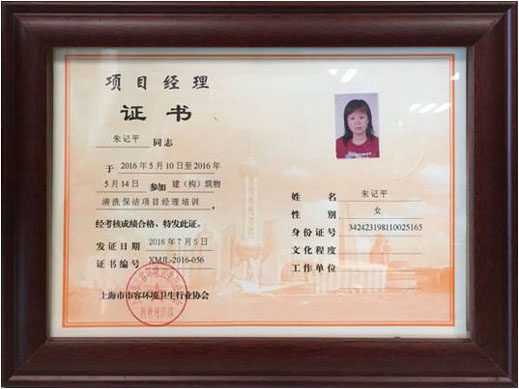 项目经理
证书
朱记平 同志
于 2016年5月10日至2016年
5月14日 参加 建（构）筑物
清洗保洁项目经理培训，
经考核成绩合格、特发此证。
发证日期 2016年7月5日
证书编号 XMJL-2016-056
上海市市容环境卫生行业协会
姓名 朱记平
性别 女
身份证号 342423198110025165
文化程度
工作单位